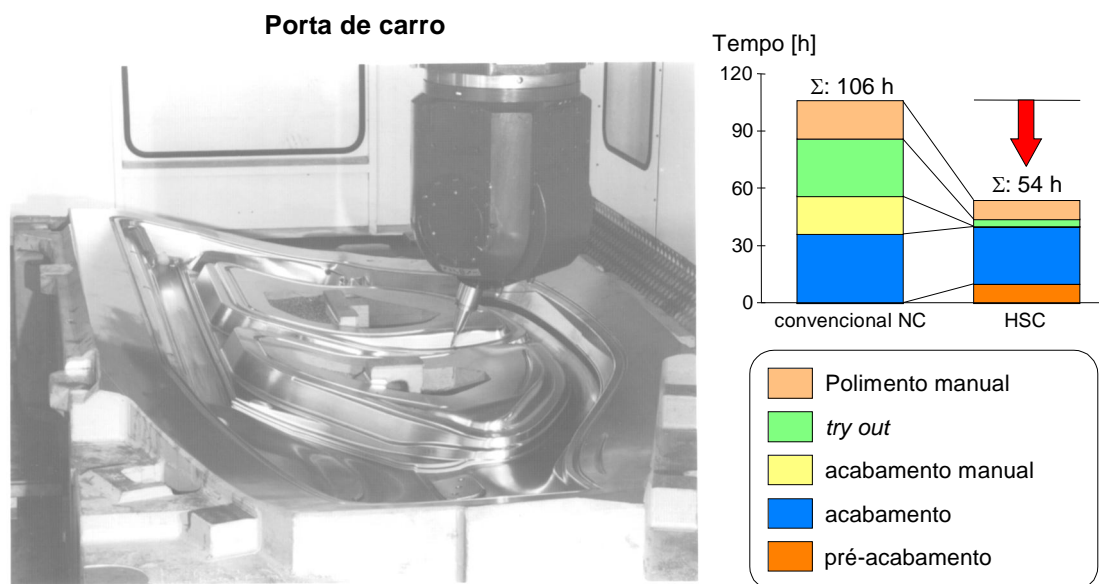 Porta de carro
Tempo [h]
120
90
60
30
0
Σ: 106 h
Σ: 54 h
convencional NC
HSC
Polimento manual
try out
acabamento manual
acabamento
pré-acabamento